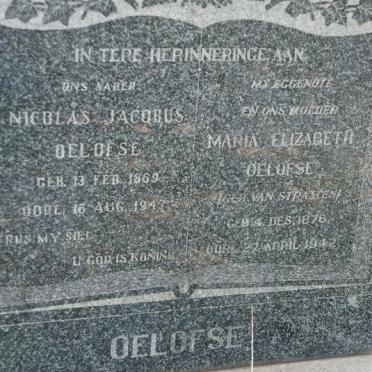 IN TERE HERINNERINGE AAN
ONS VADER
NICOLAS JACOBUS
OELOFSE
GEB. 13 FEB. 1869
OORL. 16 AUG. 1947
RUS MY SIEL
U GOD IS KONING
MY EGGENOTE
EN ONS MOEDER
MARIA ELIZABETH
OELOFSE
(GEB. VAN STRAATEN)
GEB. 4 DES. 1876
OORL. 27 APRIL 1942
OELOFSE